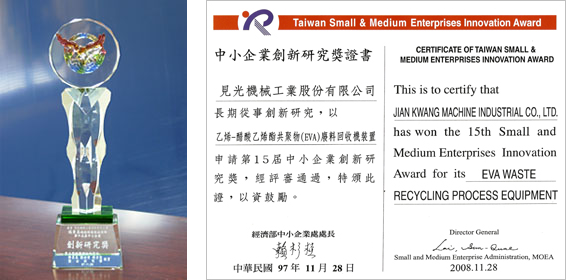 創新研究獎
Taiwan Small & Medium Enterprises Innovation Award
中小企業創新研究獎證書
見光機械工業股份有限公司
長期從事創新研究，以
乙烯-醋酸乙烯酯共聚物(EVA)廢料回收機裝置
申請第15屆中小企業創新研
究獎，經評審通過，特頒此
證，以資鼓勵。
經濟部中小企業處處長
中華民國 97年 11月 28日
CERTIFICATE OF TAIWAN SMALL &
MEDIUM ENTERPRISES INNOVATION AWARD
This is to certify that
JIAN KWANG MACHINE INDUSTRIAL CO., LTD.
has won the 15th Small and
Medium Enterprises Innovation
Award for its EVA WASTE
RECYCLING PROCESS EQUIPMENT
Director General
Small and Medium Enterprise Administration, MOEA
2008.11.28